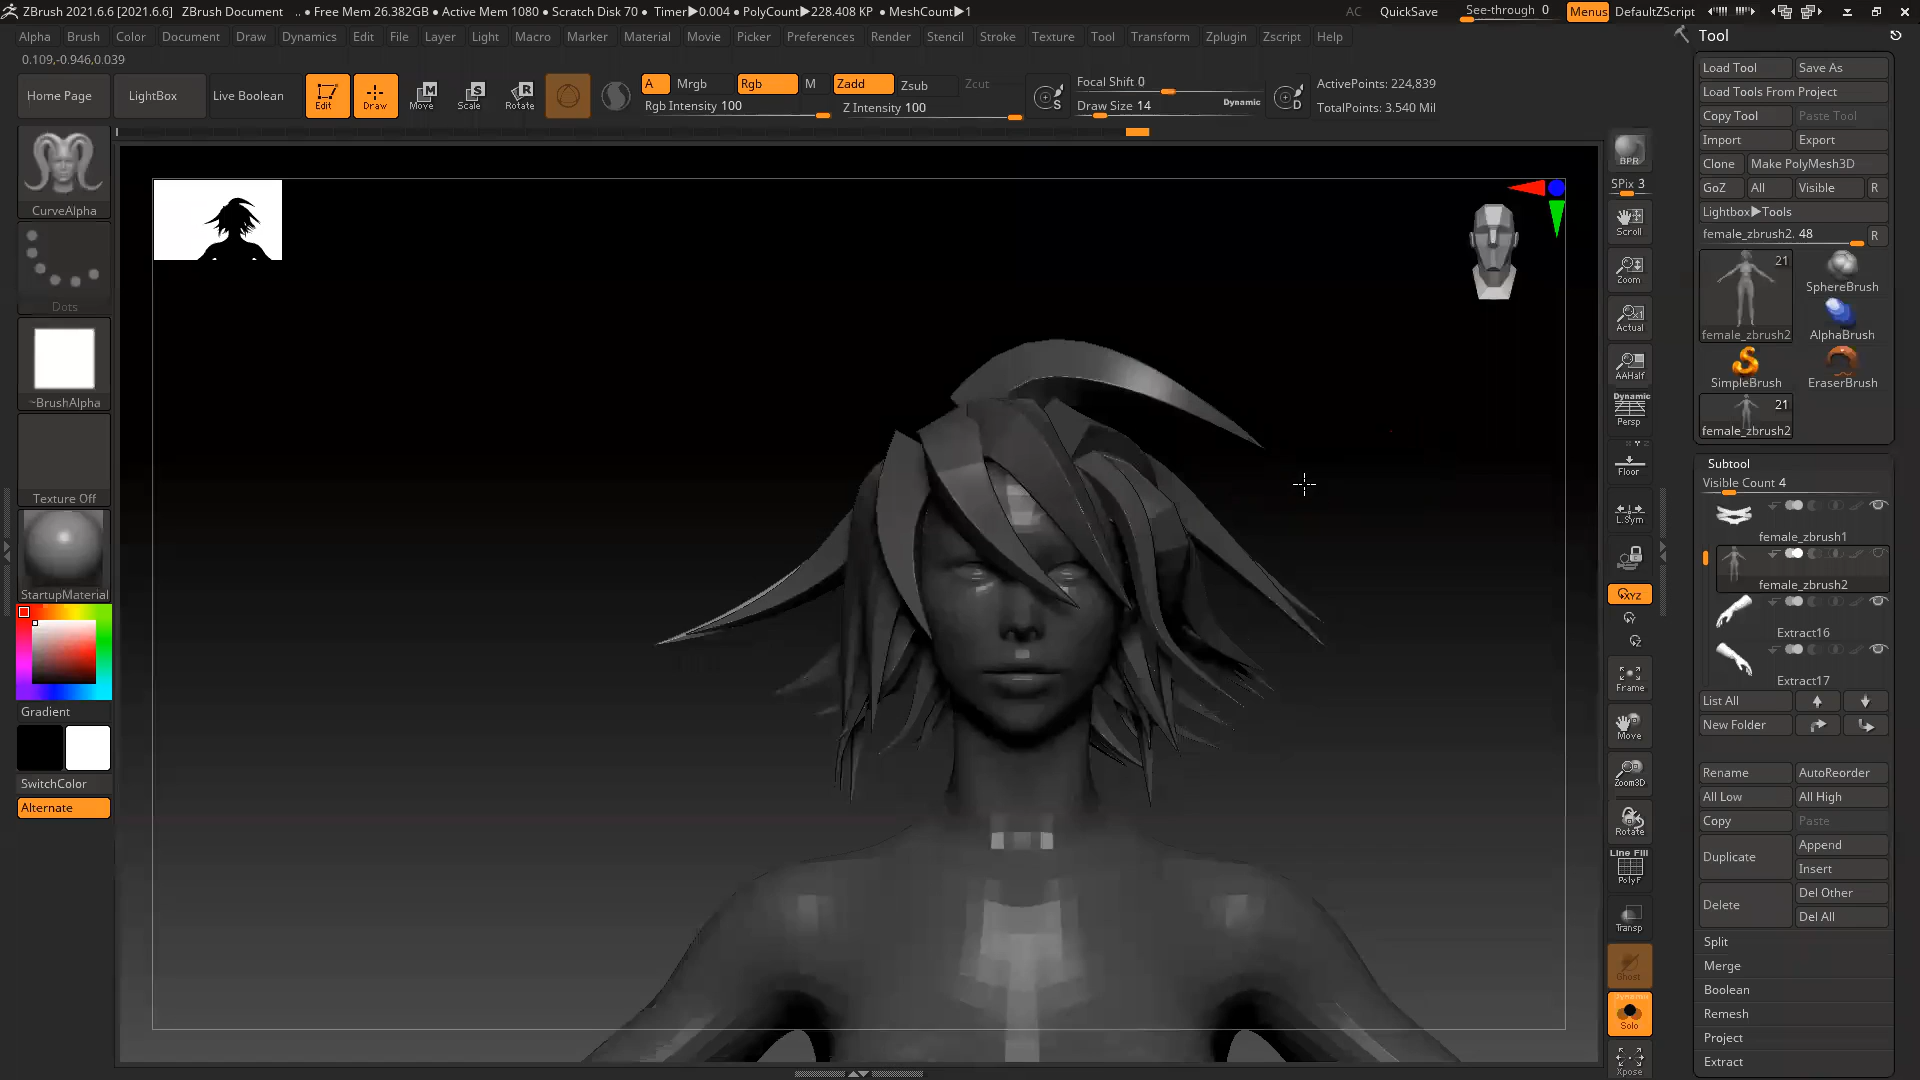 ZBrush 2021.6.6 [2021.6.6] ZBrush Document .. ● Free Mem 26.382GB ● Active Mem 1080 ● Scratch Disk 70 ● Timer▶0.004 ● PolyCount▶228.408 KP ● MeshCount▶1 AC QuickSave See-through 0 Menus DefaultZScript
Alpha Brush Color Document Draw Dynamics Edit File Layer Light Macro Marker Material Movie Picker Preferences Render Stencil Stroke Texture Tool Transform Zplugin Zscript Help
0.109,-0.946,0.039
Home Page LightBox Live Boolean Edit Draw Move Scale Rotate
A Mrgb Rgb M Zadd Zsub Zcut
Rgb Intensity 100 Z Intensity 100
S Focal Shift 0
Draw Size 14 Dynamic
D ActivePoints: 224,839
TotalPoints: 3.540 Mil
CurveAlpha
Dots
~BrushAlpha
Texture Off
StartupMaterial
Gradient
SwitchColor
Alternate
BPR
SPix 3
Scroll
Zoom
Actual
AAHalf
Dynamic
Persp
Floor
L.Sym
XYZ
Frame
Move
Zoom3D
Rotate
Line Fill
PolyF
Transp
Ghost
Dynamic
Solo
Xpose
Tool
Load Tool Save As
Load Tools From Project
Copy Tool Paste Tool
Import Export
Clone Make PolyMesh3D
GoZ All Visible R
Lightbox▶Tools
female_zbrush2. 48 R
21
female_zbrush2
SphereBrush
AlphaBrush
SimpleBrush
EraserBrush
21
female_zbrush2
Subtool
Visible Count 4
female_zbrush1
female_zbrush2
Extract16
Extract17
List All
New Folder
Rename AutoReorder
All Low All High
Copy Paste
Duplicate Append
Insert
Delete Del Other
Del All
Split
Merge
Boolean
Remesh
Project
Extract